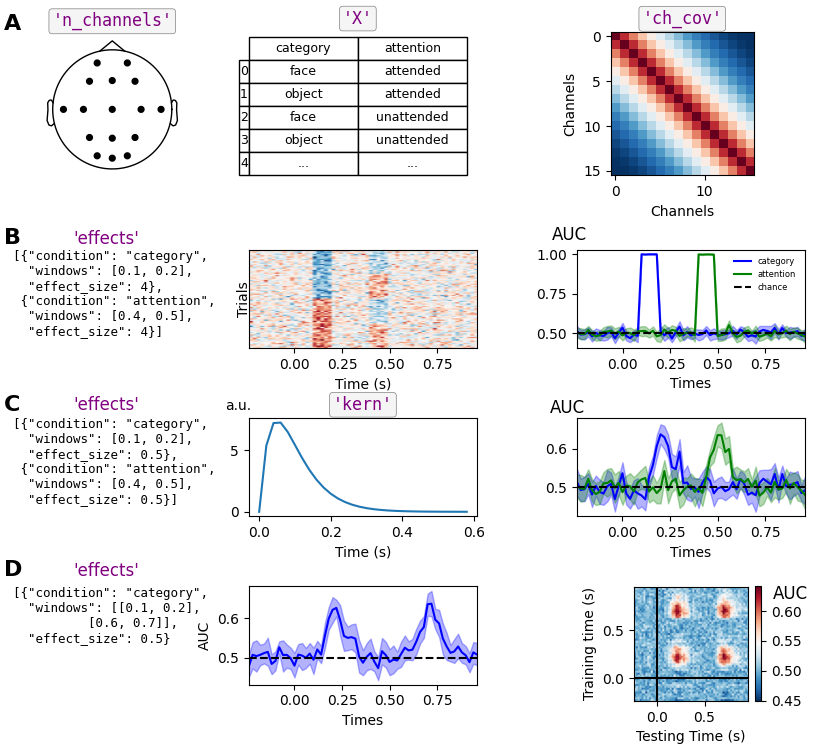 A
'n_channels'
'X'
'ch_cov'
category attention
0 face attended
1 object attended
2 face unattended
3 object unattended
4 ... ...
Channels
0
5
10
15
0 10
Channels
B
'effects'
[{"condition": "category",
"windows": [0.1, 0.2],
"effect_size": 4},
{"condition": "attention",
"windows": [0.4, 0.5],
"effect_size": 4}]
Trials
0.00 0.25 0.50 0.75
Time (s)
AUC
1.00
0.75
0.50
category
attention
chance
0.00 0.25 0.50 0.75
Times
C
'effects'
[{"condition": "category",
"windows": [0.1, 0.2],
"effect_size": 0.5},
{"condition": "attention",
"windows": [0.4, 0.5],
"effect_size": 0.5}]
a.u.
'kern'
5
0
0.0 0.2 0.4 0.6
Time (s)
AUC
0.6
0.5
0.00 0.25 0.50 0.75
Times
D
'effects'
[{"condition": "category",
"windows": [[0.1, 0.2],
[0.6, 0.7]],
"effect_size": 0.5}
AUC
0.6
0.5
0.00 0.25 0.50 0.75
Times
Training time (s)
0.5
0.0
0.0 0.5
Testing Time (s)
AUC
0.60
0.55
0.50
0.45